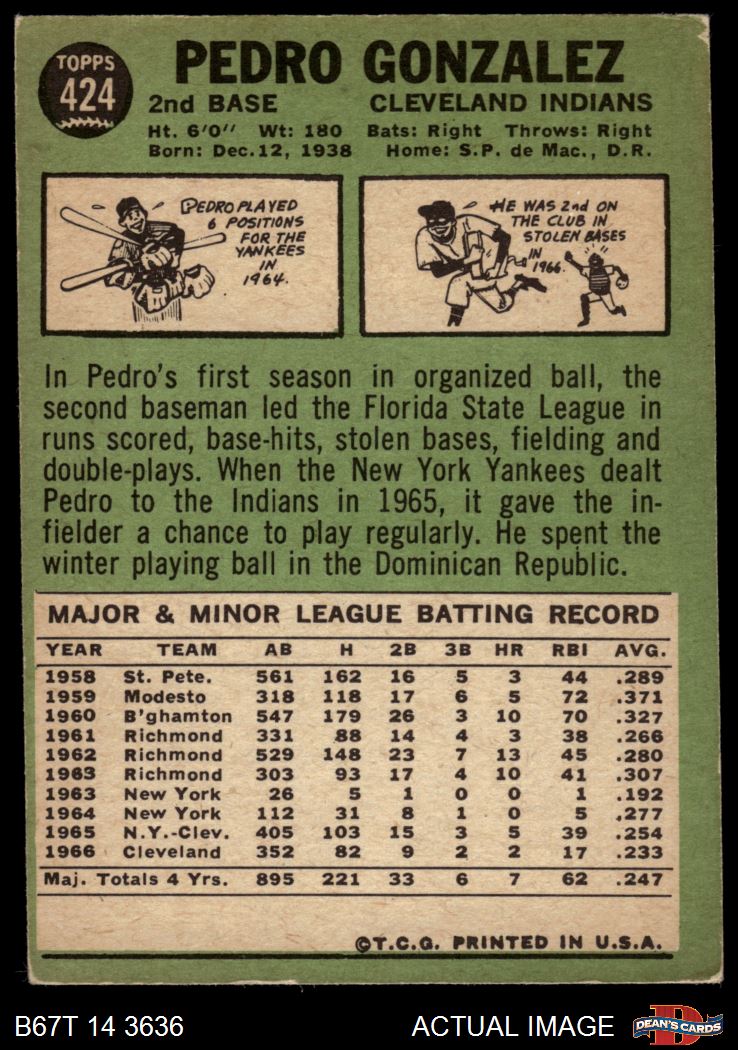 TOPPS
424
PEDRO GONZALEZ
2nd BASE CLEVELAND INDIANS
Ht. 6'0" Wt: 180 Bats: Right Throws: Right
Born: Dec. 12, 1938 Home: S.P. de Mac., D.R.
PEDRO PLAYED
6 POSITIONS
FOR THE
YANKEES
IN
1964.
HE WAS 2nd ON
THE CLUB IN
STOLEN BASES
IN
1966.
In Pedro's first season in organized ball, the
second baseman led the Florida State League in
runs scored, base-hits, stolen bases, fielding and
double-plays. When the New York Yankees dealt
Pedro to the Indians in 1965, it gave the in-
fielder a chance to play regularly. He spent the
winter playing ball in the Dominican Republic.
MAJOR & MINOR LEAGUE BATTING RECORD
YEAR TEAM AB H 2B 3B HR RBI AVG.
1958 St. Pete. 561 162 16 5 3 44 .289
1959 Modesto 318 118 17 6 5 72 .371
1960 B'ghamton 547 179 26 3 10 70 .327
1961 Richmond 331 88 14 4 3 38 .266
1962 Richmond 529 148 23 7 13 45 .280
1963 Richmond 303 93 17 4 10 41 .307
1963 New York 26 5 1 0 0 1 .192
1964 New York 112 31 8 1 0 5 .277
1965 N.Y.-Clev. 405 103 15 3 5 39 .254
1966 Cleveland 352 82 9 2 2 17 .233
Maj. Totals 4 Yrs. 895 221 33 6 7 62 .247
©T.C.G. PRINTED IN U.S.A.
B67T 14 3636 ACTUAL IMAGE
D
DEAN'S CARDS